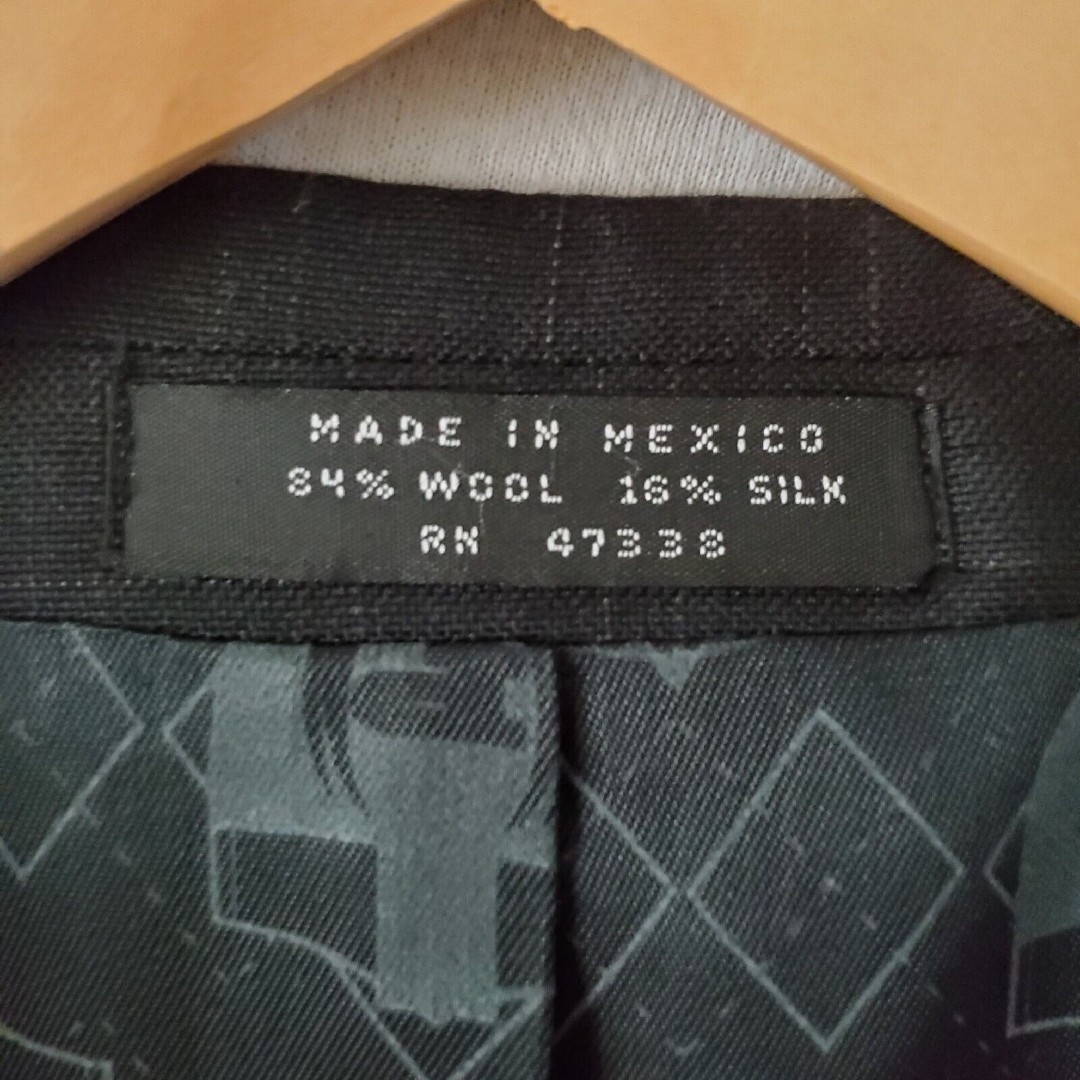 MADE IN MEXICO
84% WOOL 16% SILK
RN 47338